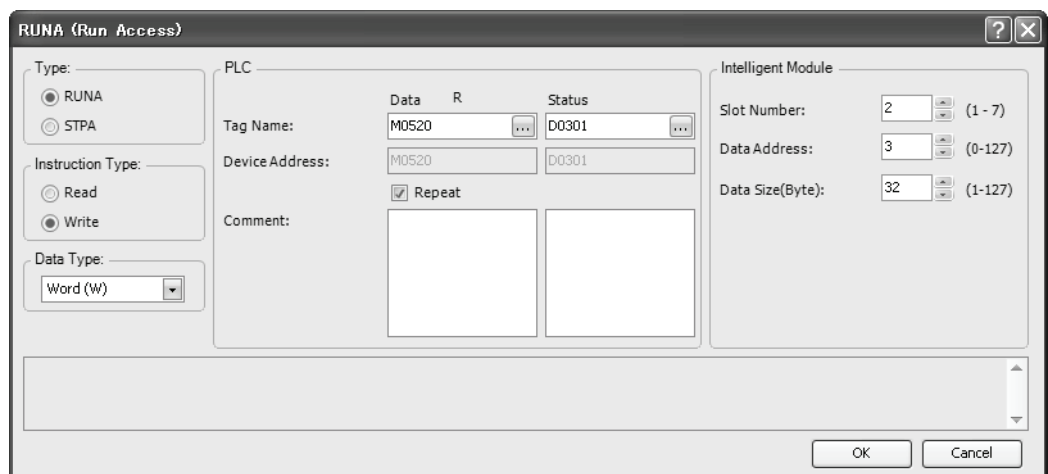 RUNA (Run Access)
Type:
RUNA
STPA
Instruction Type:
Read
Write
Data Type:
Word (W)
PLC
Data R Status
Tag Name: M0520 ... D0301 ...
Device Address: M0520 D0301
Repeat
Comment:
Intelligent Module
Slot Number: 2 (1 - 7)
Data Address: 3 (0-127)
Data Size(Byte): 32 (1-127)
OK Cancel